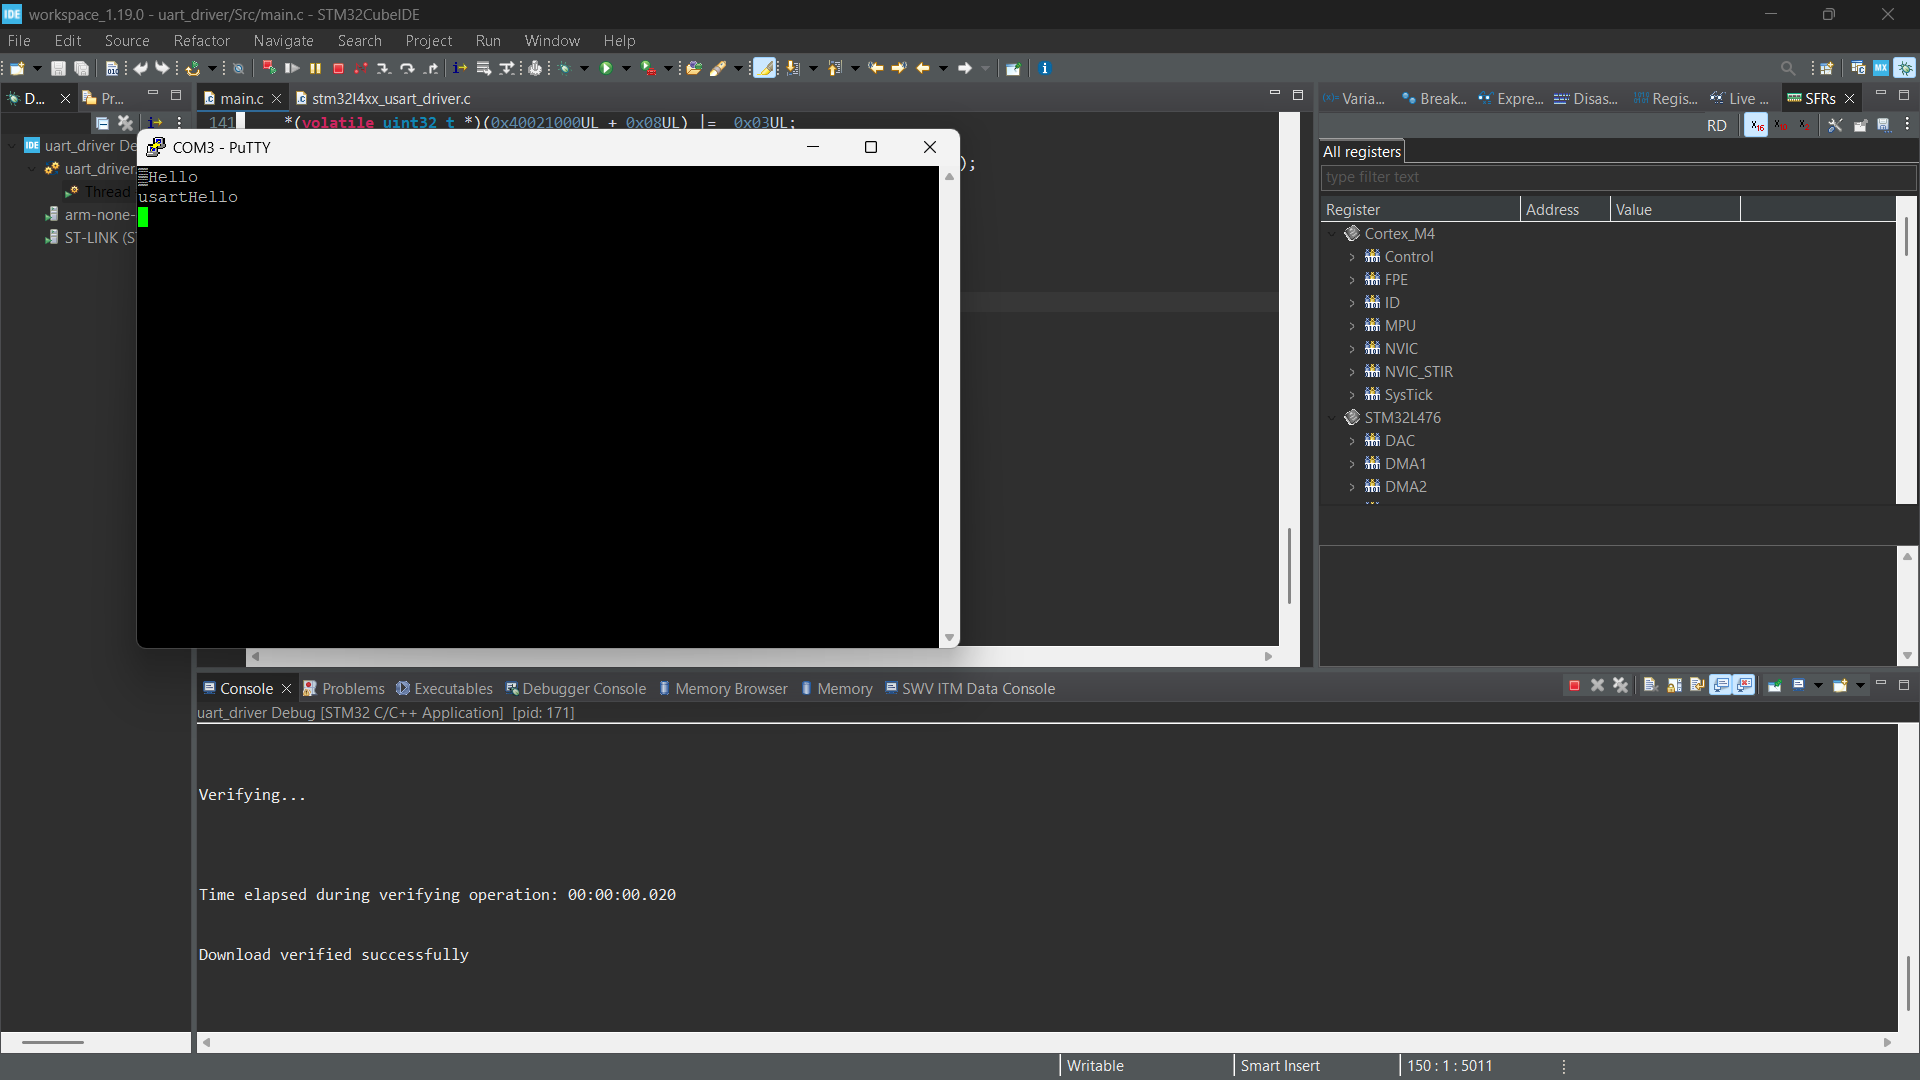 IDE workspace_1.19.0 - uart_driver/Src/main.c - STM32CubeIDE
File Edit Source Refactor Navigate Search Project Run Window Help
D... Pr... main.c stm32l4xx_usart_driver.c Varia... Break... Expre... Disas... Regis... Live ... SFRs
141 *(volatile uint32_t *)(0x40021000UL + 0x08UL) |= 0x03UL;
RD
uart_driver De
uart_driver
Thread
arm-none-
ST-LINK (S
COM3 - PuTTY
);
Hello
usartHello
All registers
type filter text
Register Address Value
Cortex_M4
Control
FPE
ID
MPU
NVIC
NVIC_STIR
SysTick
STM32L476
DAC
DMA1
DMA2
Console Problems Executables Debugger Console Memory Browser Memory SWV ITM Data Console
uart_driver Debug [STM32 C/C++ Application] [pid: 171]
Verifying...
Time elapsed during verifying operation: 00:00:00.020
Download verified successfully
Writable Smart Insert 150 : 1 : 5011